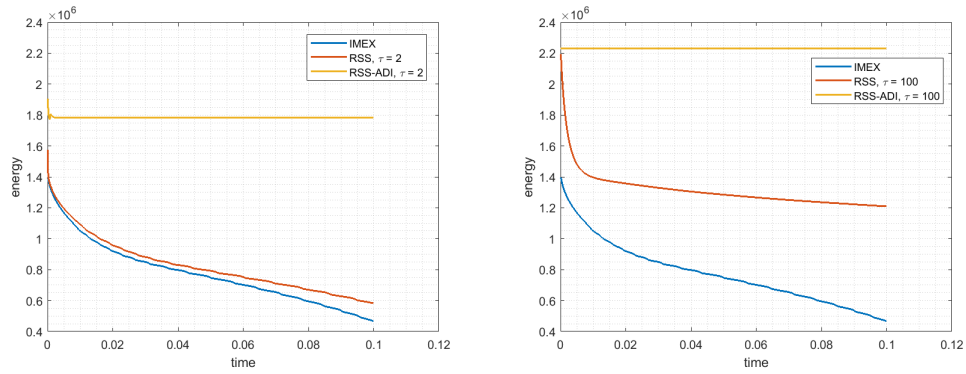 ×10⁶
2.4
2.2
2
1.8
1.6
1.4
1.2
1
0.8
0.6
0.4
energy
IMEX
RSS, τ = 2
RSS-ADI, τ = 2
0 0.02 0.04 0.06 0.08 0.1 0.12
time
×10⁶
2.4
2.2
2
1.8
1.6
1.4
1.2
1
0.8
0.6
0.4
energy
IMEX
RSS, τ = 100
RSS-ADI, τ = 100
0 0.02 0.04 0.06 0.08 0.1 0.12
time